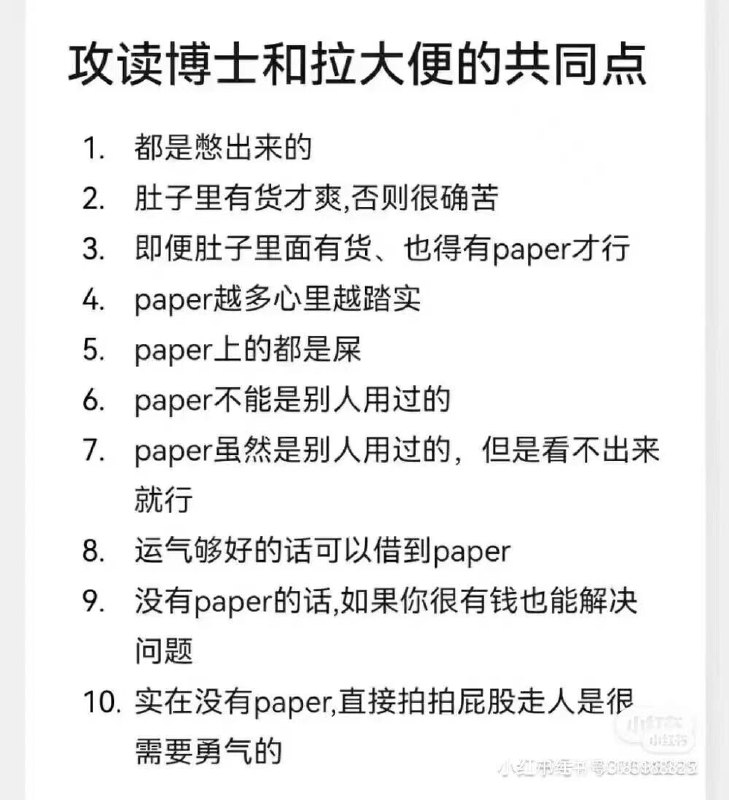 攻读博士和拉大便的共同点
1. 都是憋出来的
2. 肚子里有货才爽,否则很确苦
3. 即便肚子里面有货、也得有paper才行
4. paper越多心里越踏实
5. paper上的都是屎
6. paper不能是别人用过的
7. paper虽然是别人用过的，但是看不出来
就行
8. 运气够好的话可以借到paper
9. 没有paper的话,如果你很有钱也能解决
问题
10. 实在没有paper,直接拍拍屁股走人是很
需要勇气的
小红书